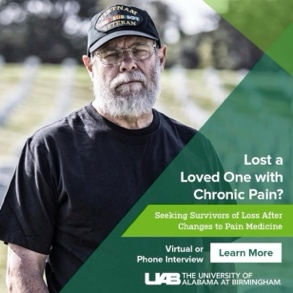 VIETNAM
VETERAN
Lost a
Loved One with
Chronic Pain?
Seeking Survivors of Loss After
Changes to Pain Medicine
Virtual or
Phone Interview
Learn More
UAB THE UNIVERSITY OF
ALABAMA AT BIRMINGHAM.